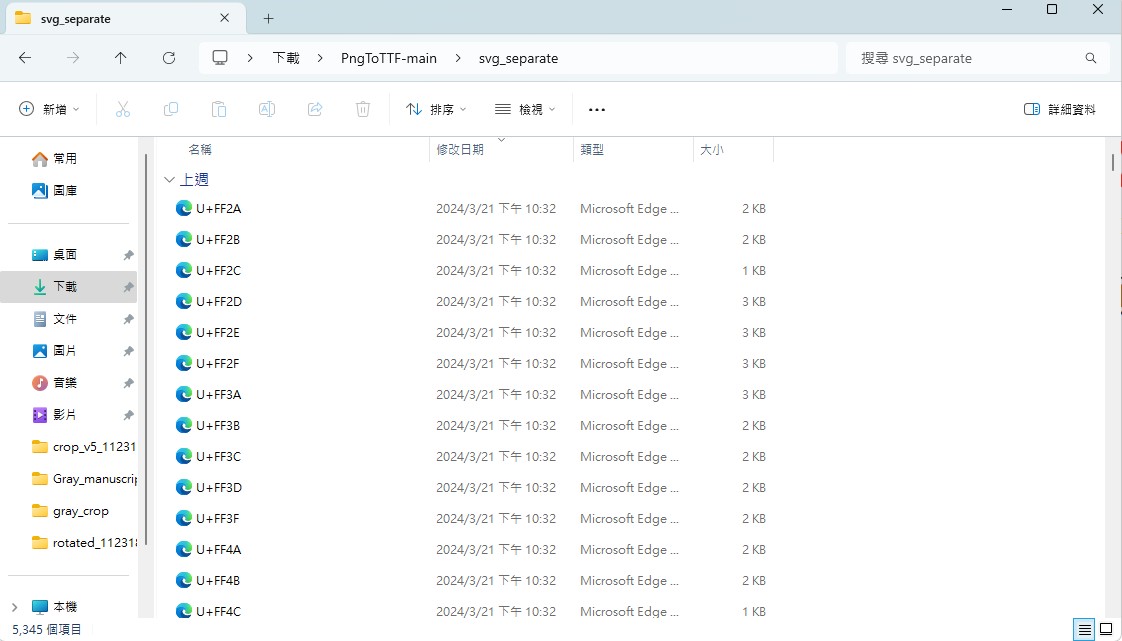 svg_separate
下載 PngToTTF-main svg_separate 搜尋 svg_separate
新增 排序 檢視 詳細資料
名稱 修改日期 類型 大小
常用
圖庫
桌面
下載
文件
圖片
音樂
影片
crop_v5_11231
Gray_manuscrip
gray_crop
rotated_11231
本機
上週
U+FF2A 2024/3/21 下午 10:32 Microsoft Edge ... 2 KB
U+FF2B 2024/3/21 下午 10:32 Microsoft Edge ... 2 KB
U+FF2C 2024/3/21 下午 10:32 Microsoft Edge ... 1 KB
U+FF2D 2024/3/21 下午 10:32 Microsoft Edge ... 3 KB
U+FF2E 2024/3/21 下午 10:32 Microsoft Edge ... 3 KB
U+FF2F 2024/3/21 下午 10:32 Microsoft Edge ... 3 KB
U+FF3A 2024/3/21 下午 10:32 Microsoft Edge ... 3 KB
U+FF3B 2024/3/21 下午 10:32 Microsoft Edge ... 2 KB
U+FF3C 2024/3/21 下午 10:32 Microsoft Edge ... 2 KB
U+FF3D 2024/3/21 下午 10:32 Microsoft Edge ... 2 KB
U+FF3F 2024/3/21 下午 10:32 Microsoft Edge ... 2 KB
U+FF4A 2024/3/21 下午 10:32 Microsoft Edge ... 2 KB
U+FF4B 2024/3/21 下午 10:32 Microsoft Edge ... 2 KB
U+FF4C 2024/3/21 下午 10:32 Microsoft Edge ... 1 KB
5,345 個項目